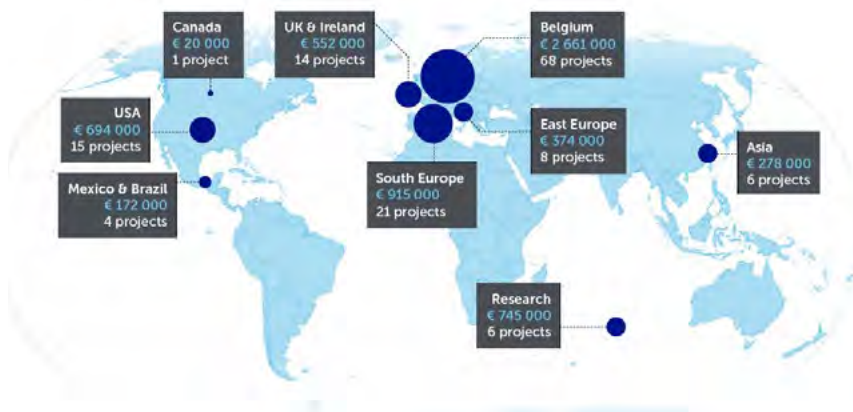 Canada
€ 20 000
1 project
UK & Ireland
€ 552 000
14 projects
Belgium
€ 2 661 000
68 projects
USA
€ 694 000
15 projects
East Europe
€ 374 000
8 projects
Asia
€ 278 000
6 projects
Mexico & Brazil
€ 172 000
4 projects
South Europe
€ 915 000
21 projects
Research
€ 745 000
6 projects